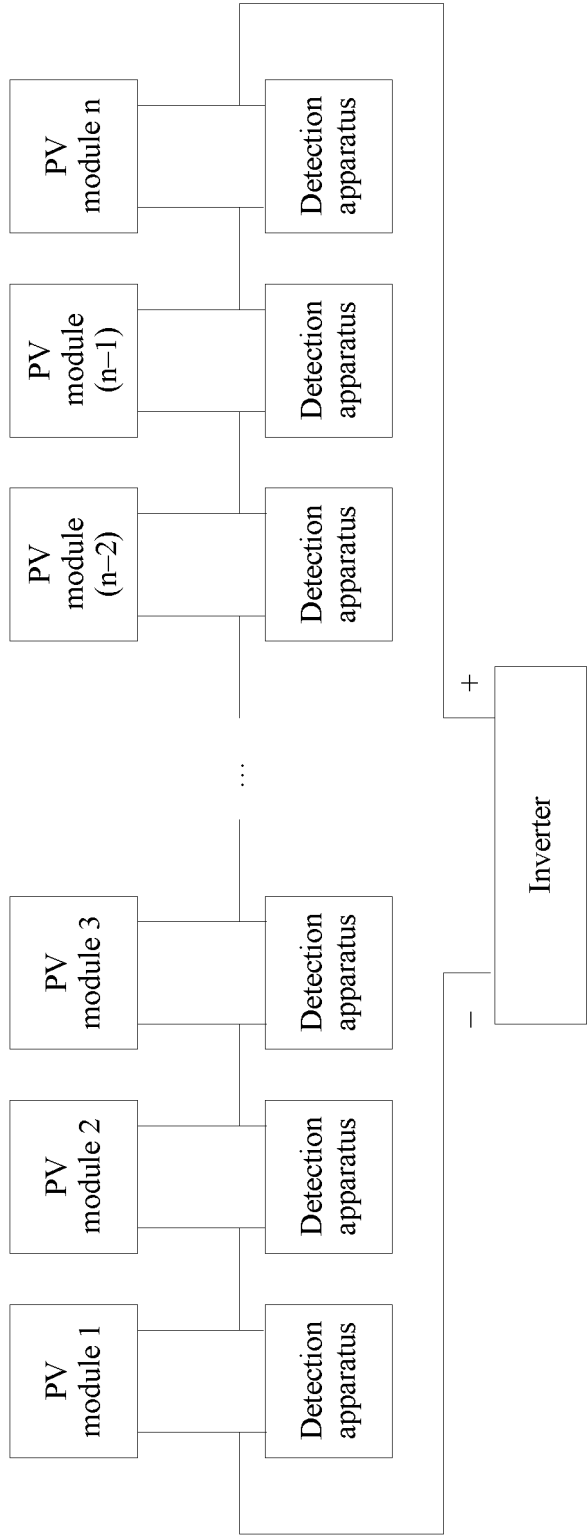 PV
module 1
PV
module 2
PV
module 3
PV
module
(n−2)
PV
module
(n−1)
PV
module n
...
Detection
apparatus
Detection
apparatus
Detection
apparatus
Detection
apparatus
Detection
apparatus
Detection
apparatus
−
+
Inverter